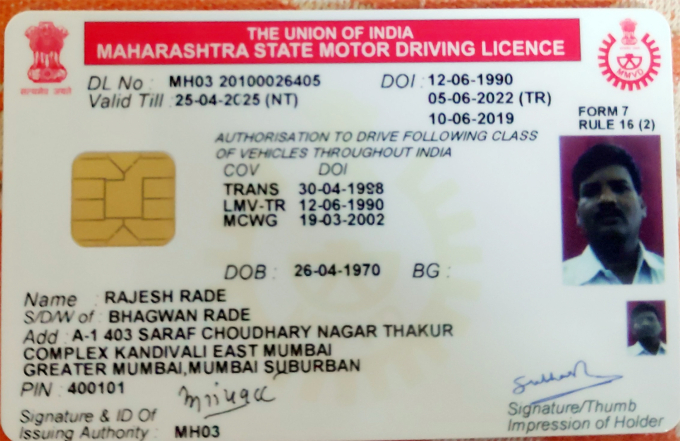 THE UNION OF INDIA
MAHARASHTRA STATE MOTOR DRIVING LICENCE
सत्यमेव जयते
MMVD
DL No : MH03 20100026405 DOI : 12-06-1990
Valid Till : 25-04-2025 (NT) 05-06-2022 (TR)
10-06-2019
FORM 7
RULE 16 (2)
AUTHORISATION TO DRIVE FOLLOWING CLASS
OF VEHICLES THROUGHOUT INDIA
COV DOI
TRANS 30-04-1998
LMV-TR 12-06-1990
MCWG 19-03-2002
DOB : 26-04-1970 BG :
Name : RAJESH RADE
S/D/W of : BHAGWAN RADE
Add : A-1 403 SARAF CHOUDHARY NAGAR THAKUR
COMPLEX KANDIVALI EAST MUMBAI
GREATER MUMBAI,MUMBAI SUBURBAN
PIN : 400101
Signature & ID Of
Issuing Authority : MH03
Signature/Thumb
Impression of Holder